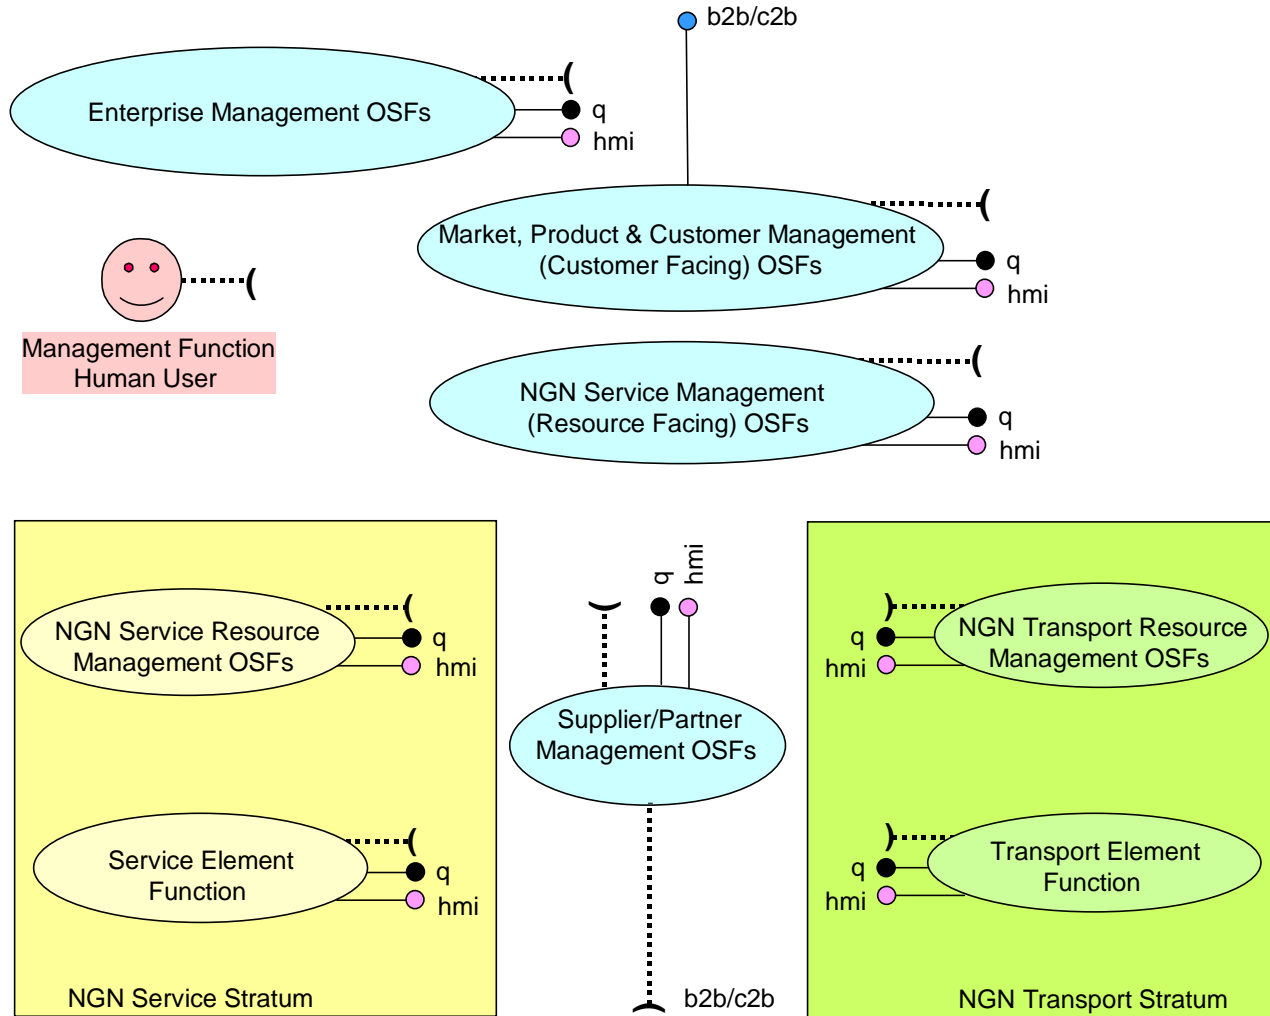 b2b/c2b
Enterprise Management OSFs
q
hmi
Market, Product & Customer Management
(Customer Facing) OSFs
q
hmi
Management Function
Human User
NGN Service Management
(Resource Facing) OSFs
q
hmi
NGN Service Resource
Management OSFs
q
hmi
Service Element
Function
q
hmi
NGN Service Stratum
q
hmi
Supplier/Partner
Management OSFs
b2b/c2b
q
hmi
NGN Transport Resource
Management OSFs
q
hmi
Transport Element
Function
NGN Transport Stratum